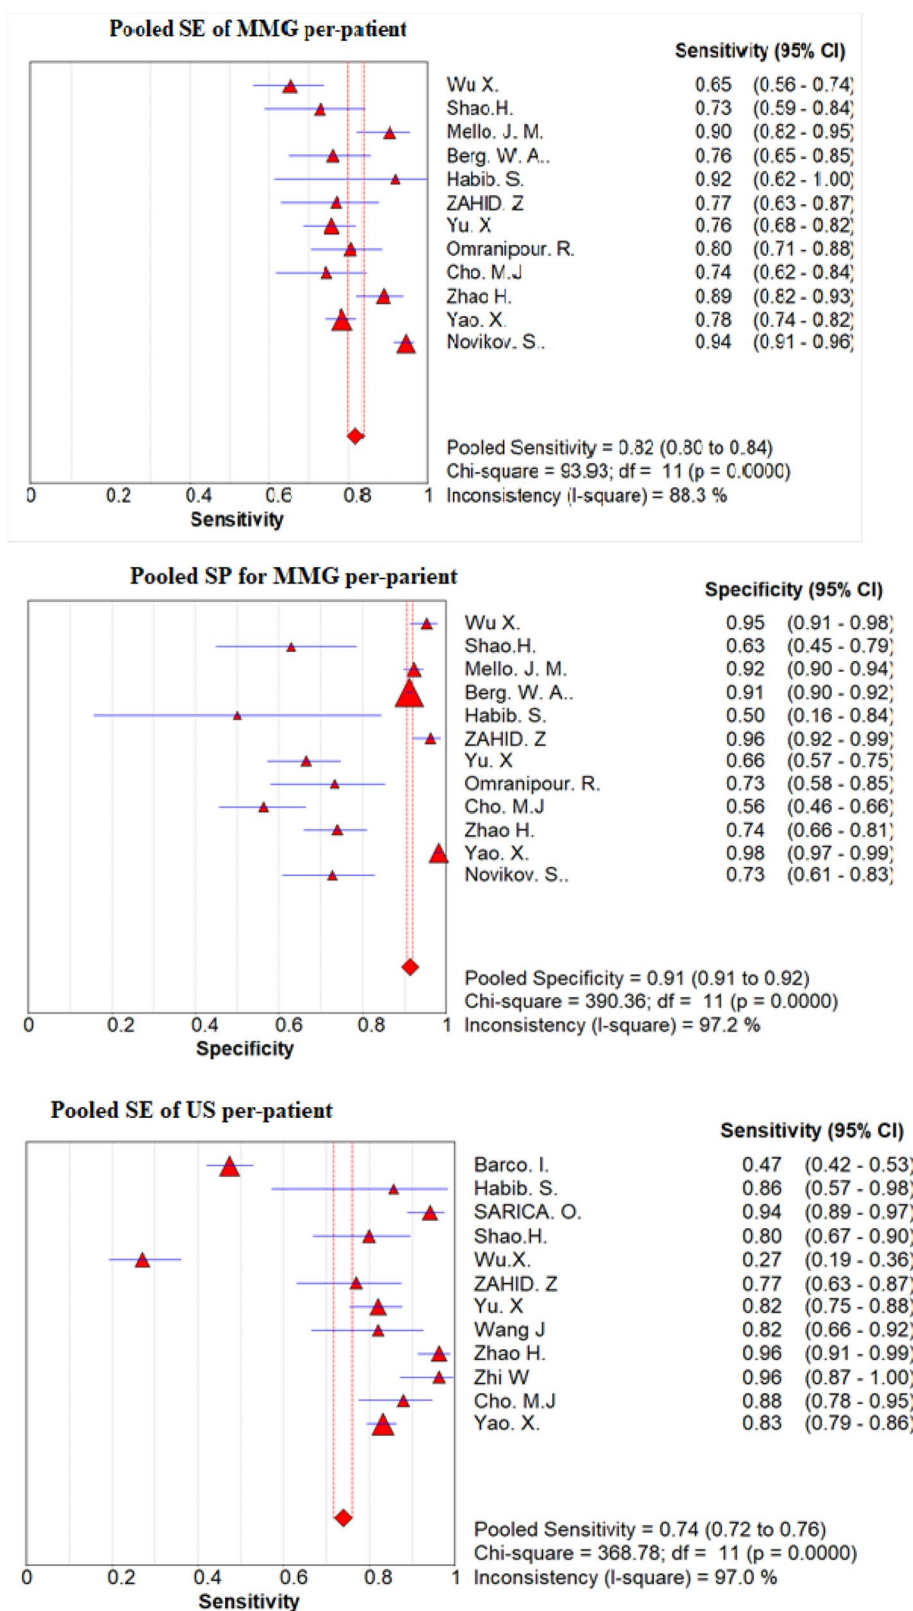 Pooled SE of MMG per-patient
Sensitivity (95% CI)
Wu X. 0.65 (0.56 - 0.74)
Shao.H. 0.73 (0.59 - 0.84)
Mello. J. M. 0.90 (0.82 - 0.95)
Berg. W. A.. 0.76 (0.65 - 0.85)
Habib. S. 0.92 (0.62 - 1.00)
ZAHID. Z 0.77 (0.63 - 0.87)
Yu. X 0.76 (0.68 - 0.82)
Omranipour. R. 0.80 (0.71 - 0.88)
Cho. M.J 0.74 (0.62 - 0.84)
Zhao H. 0.89 (0.82 - 0.93)
Yao. X. 0.78 (0.74 - 0.82)
Novikov. S.. 0.94 (0.91 - 0.96)
Pooled Sensitivity = 0.82 (0.80 to 0.84)
Chi-square = 93.93; df = 11 (p = 0.0000)
Inconsistency (I-square) = 88.3 %
0 0.2 0.4 0.6 0.8 1
Sensitivity
Pooled SP for MMG per-parient
Specificity (95% CI)
Wu X. 0.95 (0.91 - 0.98)
Shao.H. 0.63 (0.45 - 0.79)
Mello. J. M. 0.92 (0.90 - 0.94)
Berg. W. A.. 0.91 (0.90 - 0.92)
Habib. S. 0.50 (0.16 - 0.84)
ZAHID. Z 0.96 (0.92 - 0.99)
Yu. X 0.66 (0.57 - 0.75)
Omranipour. R. 0.73 (0.58 - 0.85)
Cho. M.J 0.56 (0.46 - 0.66)
Zhao H. 0.74 (0.66 - 0.81)
Yao. X. 0.98 (0.97 - 0.99)
Novikov. S.. 0.73 (0.61 - 0.83)
Pooled Specificity = 0.91 (0.91 to 0.92)
Chi-square = 390.36; df = 11 (p = 0.0000)
Inconsistency (I-square) = 97.2 %
0 0.2 0.4 0.6 0.8 1
Specificity
Pooled SE of US per-patient
Sensitivity (95% CI)
Barco. I. 0.47 (0.42 - 0.53)
Habib. S. 0.86 (0.57 - 0.98)
SARICA. O. 0.94 (0.89 - 0.97)
Shao.H. 0.80 (0.67 - 0.90)
Wu.X. 0.27 (0.19 - 0.36)
ZAHID. Z 0.77 (0.63 - 0.87)
Yu. X 0.82 (0.75 - 0.88)
Wang J 0.82 (0.66 - 0.92)
Zhao H. 0.96 (0.91 - 0.99)
Zhi W 0.96 (0.87 - 1.00)
Cho. M.J 0.88 (0.78 - 0.95)
Yao. X. 0.83 (0.79 - 0.86)
Pooled Sensitivity = 0.74 (0.72 to 0.76)
Chi-square = 368.78; df = 11 (p = 0.0000)
Inconsistency (I-square) = 97.0 %
0 0.2 0.4 0.6 0.8 1
Sensitivity